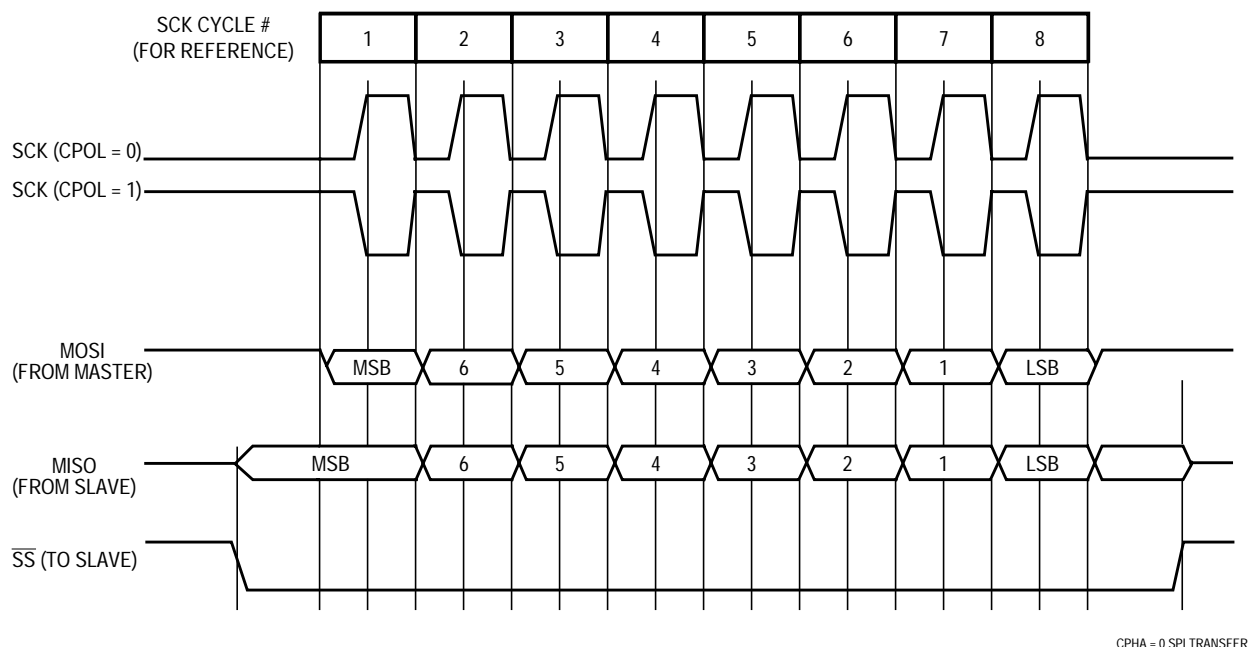 SCK CYCLE #
(FOR REFERENCE)
1 2 3 4 5 6 7 8
SCK (CPOL = 0)
SCK (CPOL = 1)
MOSI
(FROM MASTER)
MSB 6 5 4 3 2 1 LSB
MISO
(FROM SLAVE)
MSB 6 5 4 3 2 1 LSB
S̅S̅ (TO SLAVE)
CPHA = 0 SPI TRANSFER